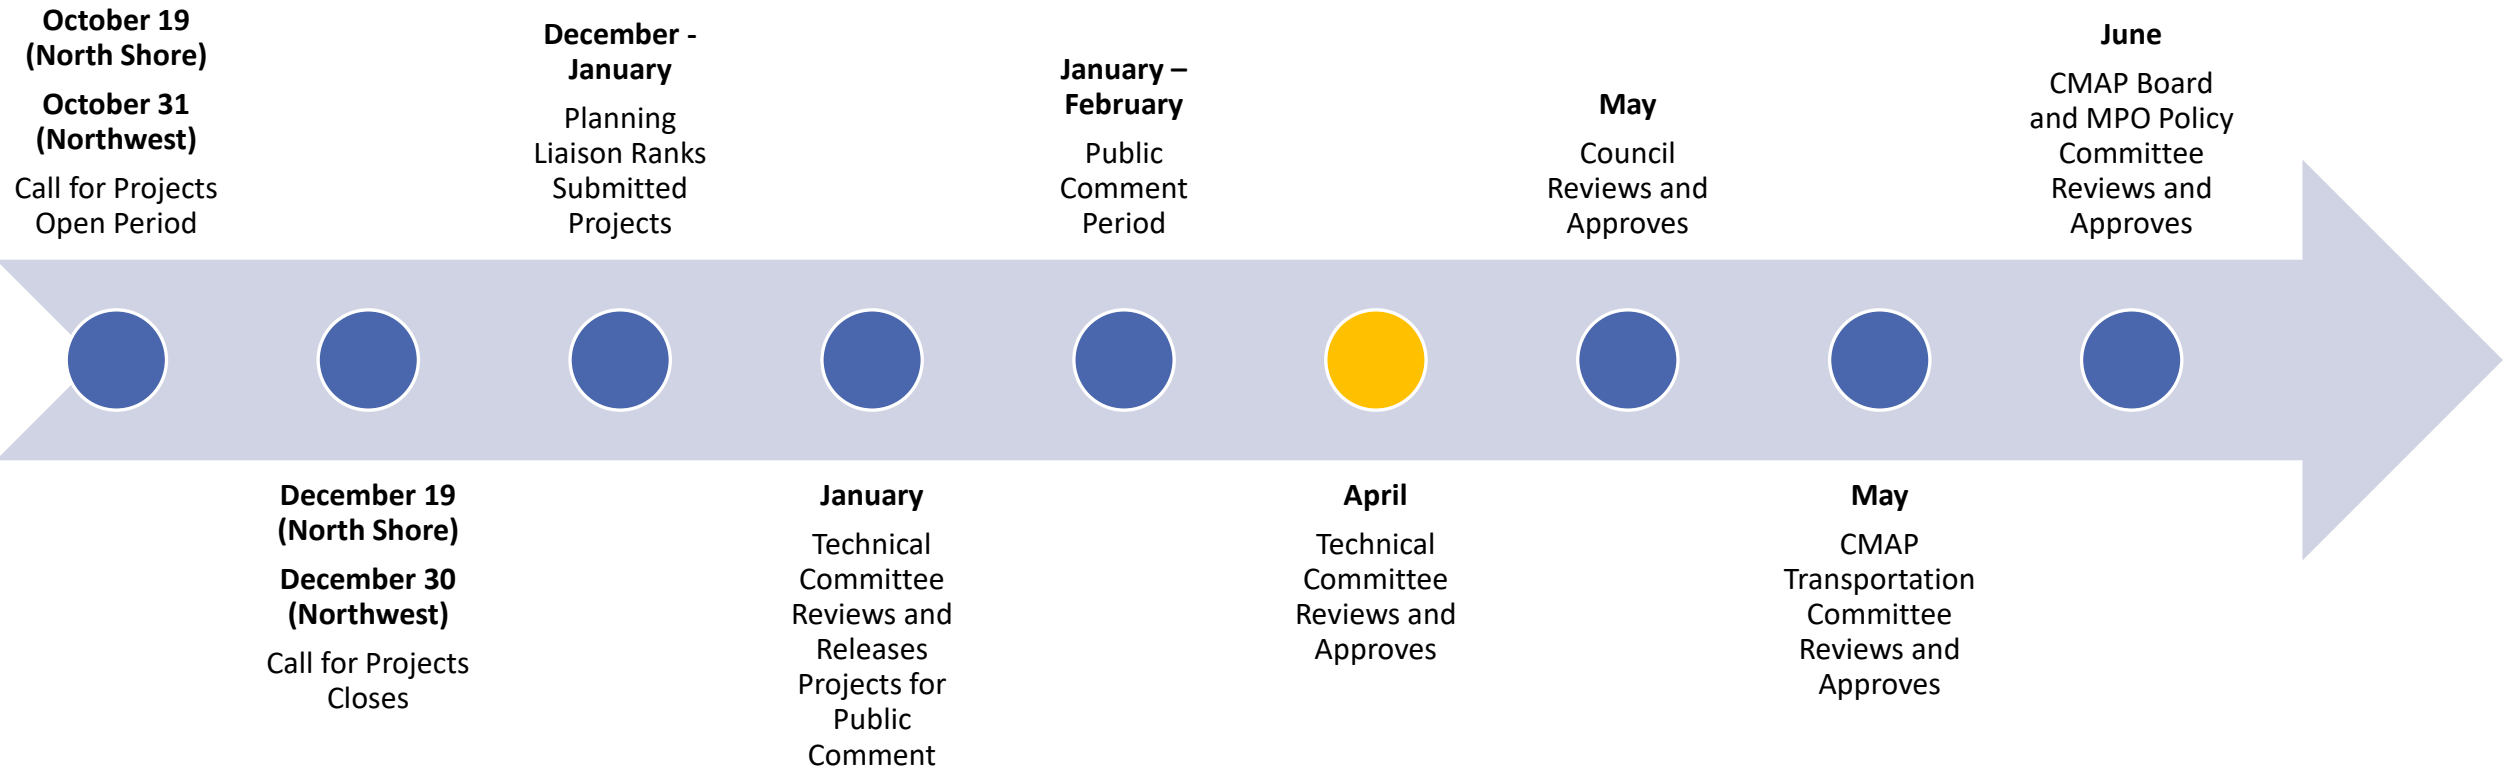 October 19
(North Shore)
October 31
(Northwest)
Call for Projects
Open Period
December 19
(North Shore)
December 30
(Northwest)
Call for Projects
Closes
December -
January
Planning
Liaison Ranks
Submitted
Projects
January
Technical
Committee
Reviews and
Releases
Projects for
Public
Comment
January –
February
Public
Comment
Period
April
Technical
Committee
Reviews and
Approves
May
Council
Reviews and
Approves
May
CMAP
Transportation
Committee
Reviews and
Approves
June
CMAP Board
and MPO Policy
Committee
Reviews and
Approves